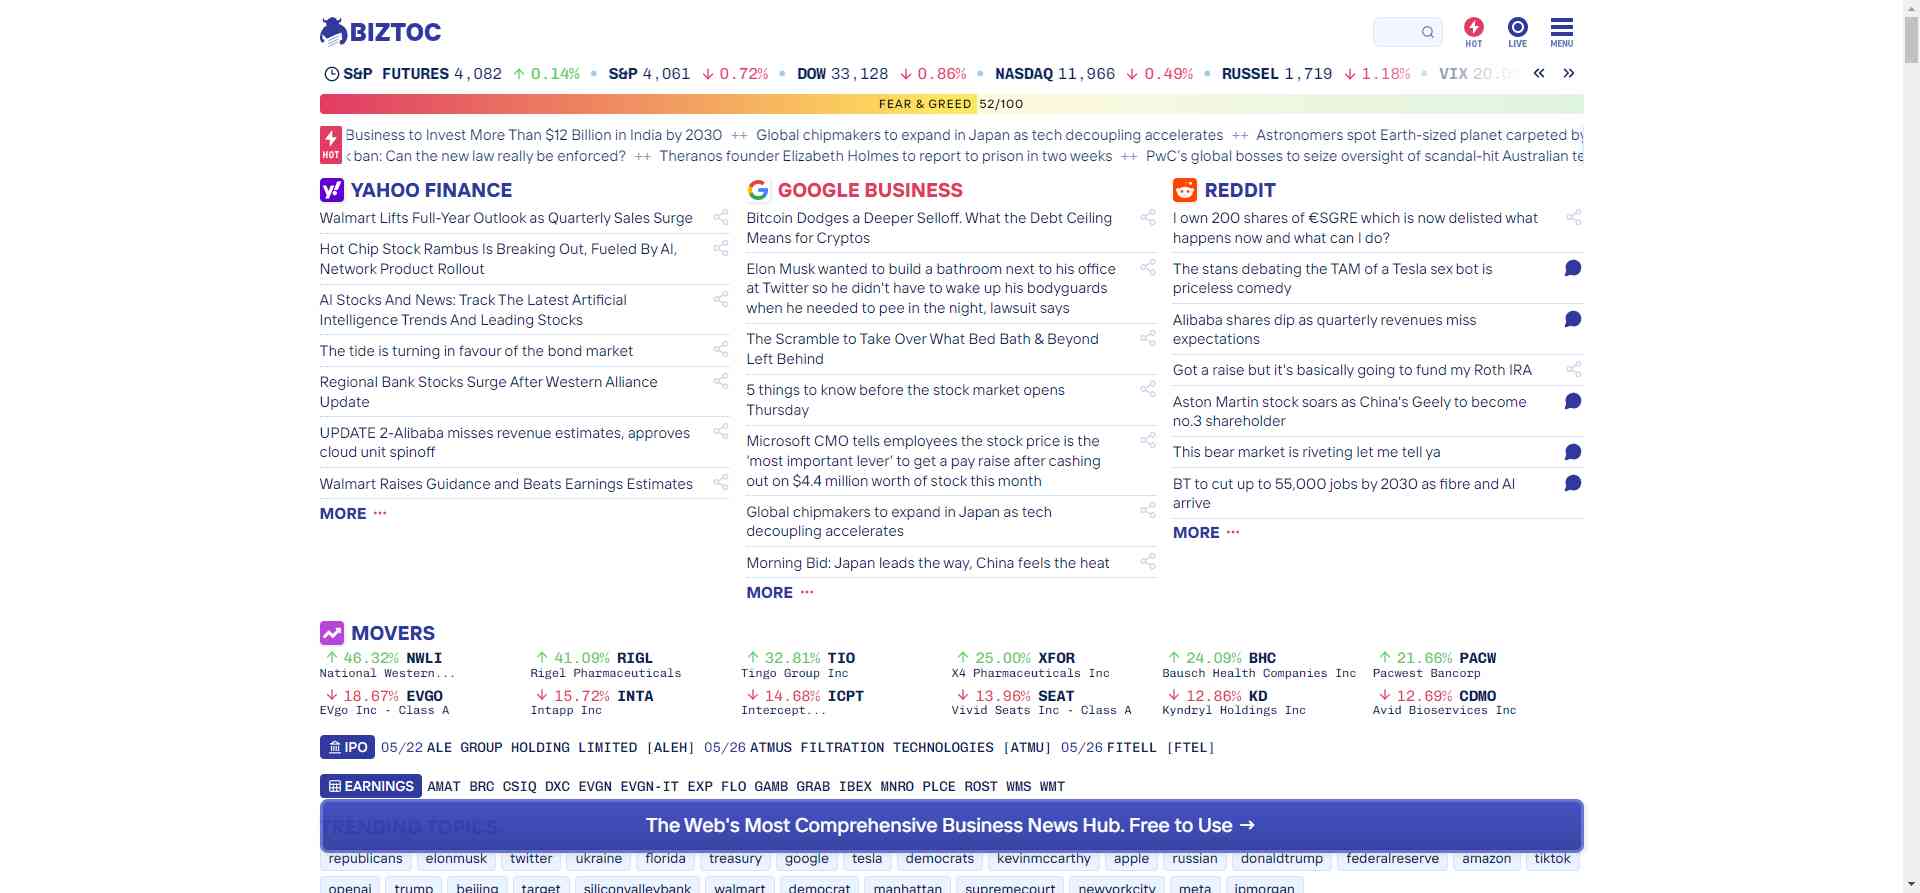 BIZTOC
HOT LIVE MENU
S&P FUTURES 4,082 ↑ 0.14% • S&P 4,061 ↓ 0.72% • DOW 33,128 ↓ 0.86% • NASDAQ 11,966 ↓ 0.49% • RUSSEL 1,719 ↓ 1.18% • VIX « »
FEAR & GREED 52/100
HOT
Business to Invest More Than $12 Billion in India by 2030 ++ Global chipmakers to expand in Japan as tech decoupling accelerates ++ Astronomers spot Earth-sized planet carpeted by
ban: Can the new law really be enforced? ++ Theranos founder Elizabeth Holmes to report to prison in two weeks ++ PwC's global bosses to seize oversight of scandal-hit Australian
YAHOO FINANCE
Walmart Lifts Full-Year Outlook as Quarterly Sales Surge
Hot Chip Stock Rambus Is Breaking Out, Fueled By AI,
Network Product Rollout
AI Stocks And News: Track The Latest Artificial
Intelligence Trends And Leading Stocks
The tide is turning in favour of the bond market
Regional Bank Stocks Surge After Western Alliance
Update
UPDATE 2-Alibaba misses revenue estimates, approves
cloud unit spinoff
Walmart Raises Guidance and Beats Earnings Estimates
MORE ···
GOOGLE BUSINESS
Bitcoin Dodges a Deeper Selloff. What the Debt Ceiling
Means for Cryptos
Elon Musk wanted to build a bathroom next to his office
at Twitter so he didn't have to wake up his bodyguards
when he needed to pee in the night, lawsuit says
The Scramble to Take Over What Bed Bath & Beyond
Left Behind
5 things to know before the stock market opens
Thursday
Microsoft CMO tells employees the stock price is the
'most important lever' to get a pay raise after cashing
out on $4.4 million worth of stock this month
Global chipmakers to expand in Japan as tech
decoupling accelerates
Morning Bid: Japan leads the way, China feels the heat
MORE ···
REDDIT
I own 200 shares of €SGRE which is now delisted what
happens now and what can I do?
The stans debating the TAM of a Tesla sex bot is
priceless comedy
Alibaba shares dip as quarterly revenues miss
expectations
Got a raise but it's basically going to fund my Roth IRA
Aston Martin stock soars as China's Geely to become
no.3 shareholder
This bear market is riveting let me tell ya
BT to cut up to 55,000 jobs by 2030 as fibre and AI
arrive
MORE ···
MOVERS
↑ 46.32% NWLI ↑ 41.09% RIGL ↑ 32.81% TIO ↑ 25.00% XFOR ↑ 24.09% BHC ↑ 21.66% PACW
National Western... Rigel Pharmaceuticals Tingo Group Inc X4 Pharmaceuticals Inc Bausch Health Companies Inc Pacwest Bancorp
↓ 18.67% EVGO ↓ 15.72% INTA ↓ 14.68% ICPT ↓ 13.96% SEAT ↓ 12.86% KD ↓ 12.69% CDMO
EVgo Inc - Class A Intapp Inc Intercept... Vivid Seats Inc - Class A Kyndryl Holdings Inc Avid Bioservices Inc
IPO 05/22 ALE GROUP HOLDING LIMITED [ALEH] 05/26 ATMUS FILTRATION TECHNOLOGIES [ATMU] 05/26 FITELL [FTEL]
EARNINGS AMAT BRC CSIQ DXC EVGN EVGN-IT EXP FLO GAMB GRAB IBEX MNRO PLCE ROST WMS WMT
TRENDING TOPICS
The Web's Most Comprehensive Business News Hub. Free to Use →
republicans elonmusk twitter ukraine florida treasury google tesla democrats kevinmccarthy apple russian donaldtrump federalreserve amazon tiktok
openai trump beijing target siliconvalleybank walmart democrat manhattan supremecourt newyorkcity meta jpmorgan